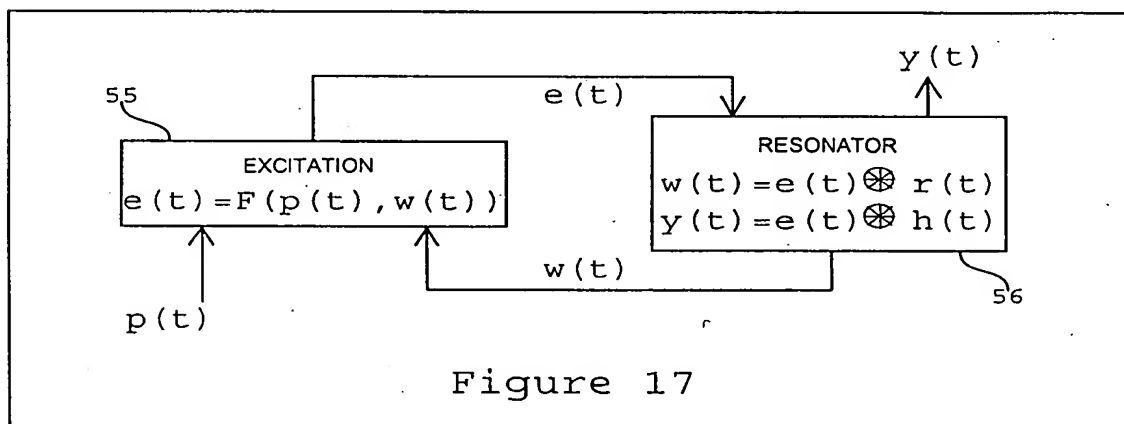 y(t)
55
e(t)
EXCITATION
e(t)=F(p(t),w(t))
RESONATOR
w(t)=e(t)⊛ r(t)
y(t)=e(t)⊛ h(t)
w(t)
56
p(t)
Figure 17